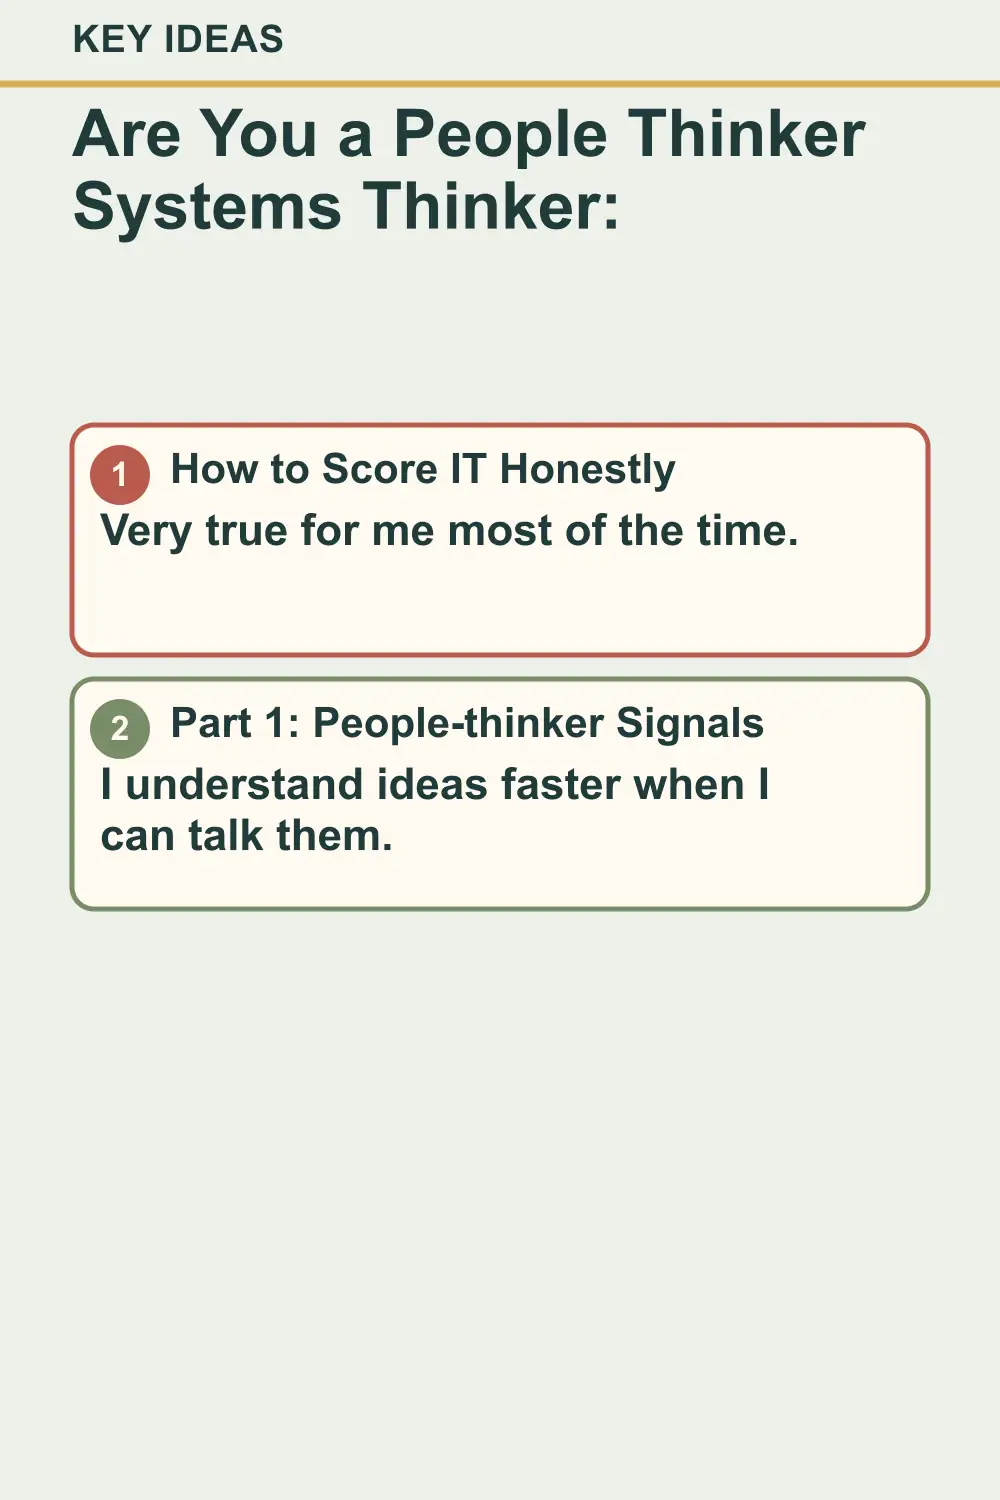 KEY IDEAS
Are You a People Thinker
Systems Thinker:
1 How to Score IT Honestly
Very true for me most of the time.
2 Part 1: People-thinker Signals
I understand ideas faster when I
can talk them.